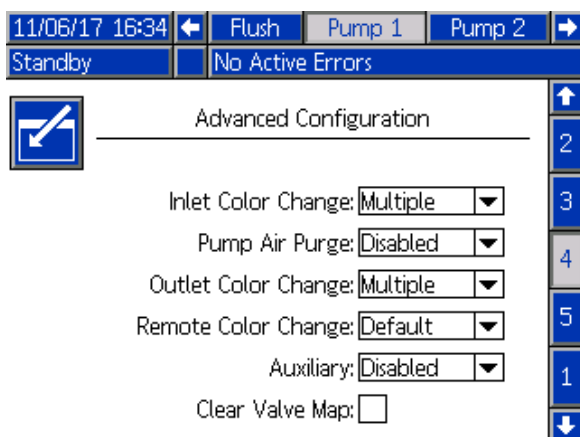 11/06/17 16:34 Flush Pump 1 Pump 2
Standby No Active Errors
Advanced Configuration
2
Inlet Color Change: Multiple
3
Pump Air Purge: Disabled
4
Outlet Color Change: Multiple
Remote Color Change: Default
5
Auxiliary: Disabled
1
Clear Valve Map: